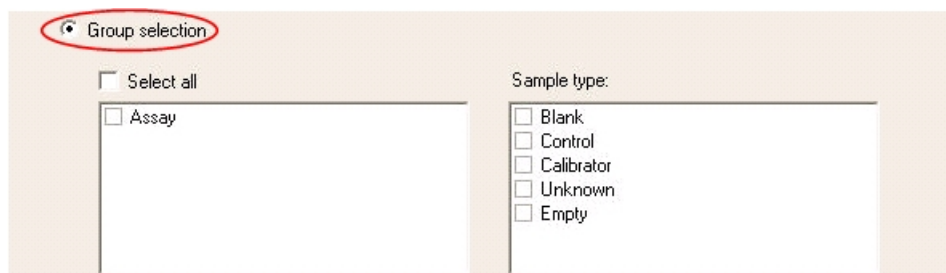 Group selection
Select all
Assay
Sample type:
Blank
Control
Calibrator
Unknown
Empty